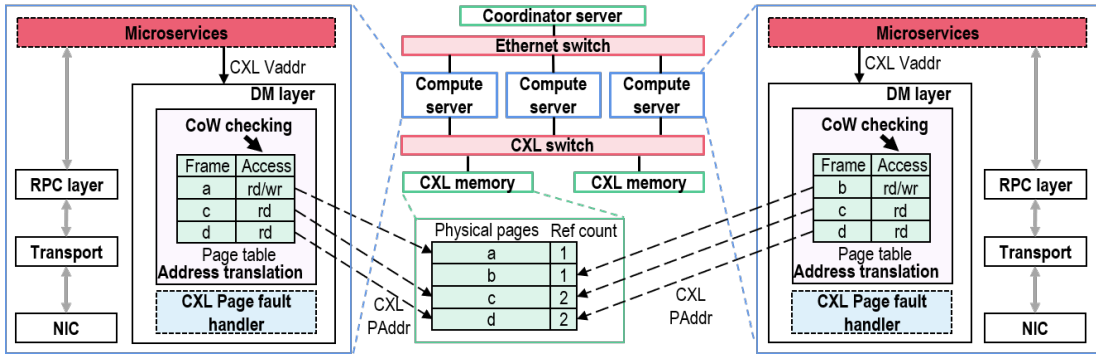 Microservices
CXL Vaddr
DM layer
CoW checking
Frame Access
a rd/wr
c rd
d rd
Page table
Address translation
CXL Page fault
handler
RPC layer
Transport
NIC
Coordinator server
Ethernet switch
Compute
server
Compute
server
Compute
server
CXL switch
CXL memory
CXL memory
Physical pages Ref count
a 1
b 1
c 2
d 2
CXL
PAddr
CXL
PAddr
Microservices
CXL Vaddr
DM layer
CoW checking
Frame Access
b rd/wr
c rd
d rd
Page table
Address translation
CXL Page fault
handler
RPC layer
Transport
NIC